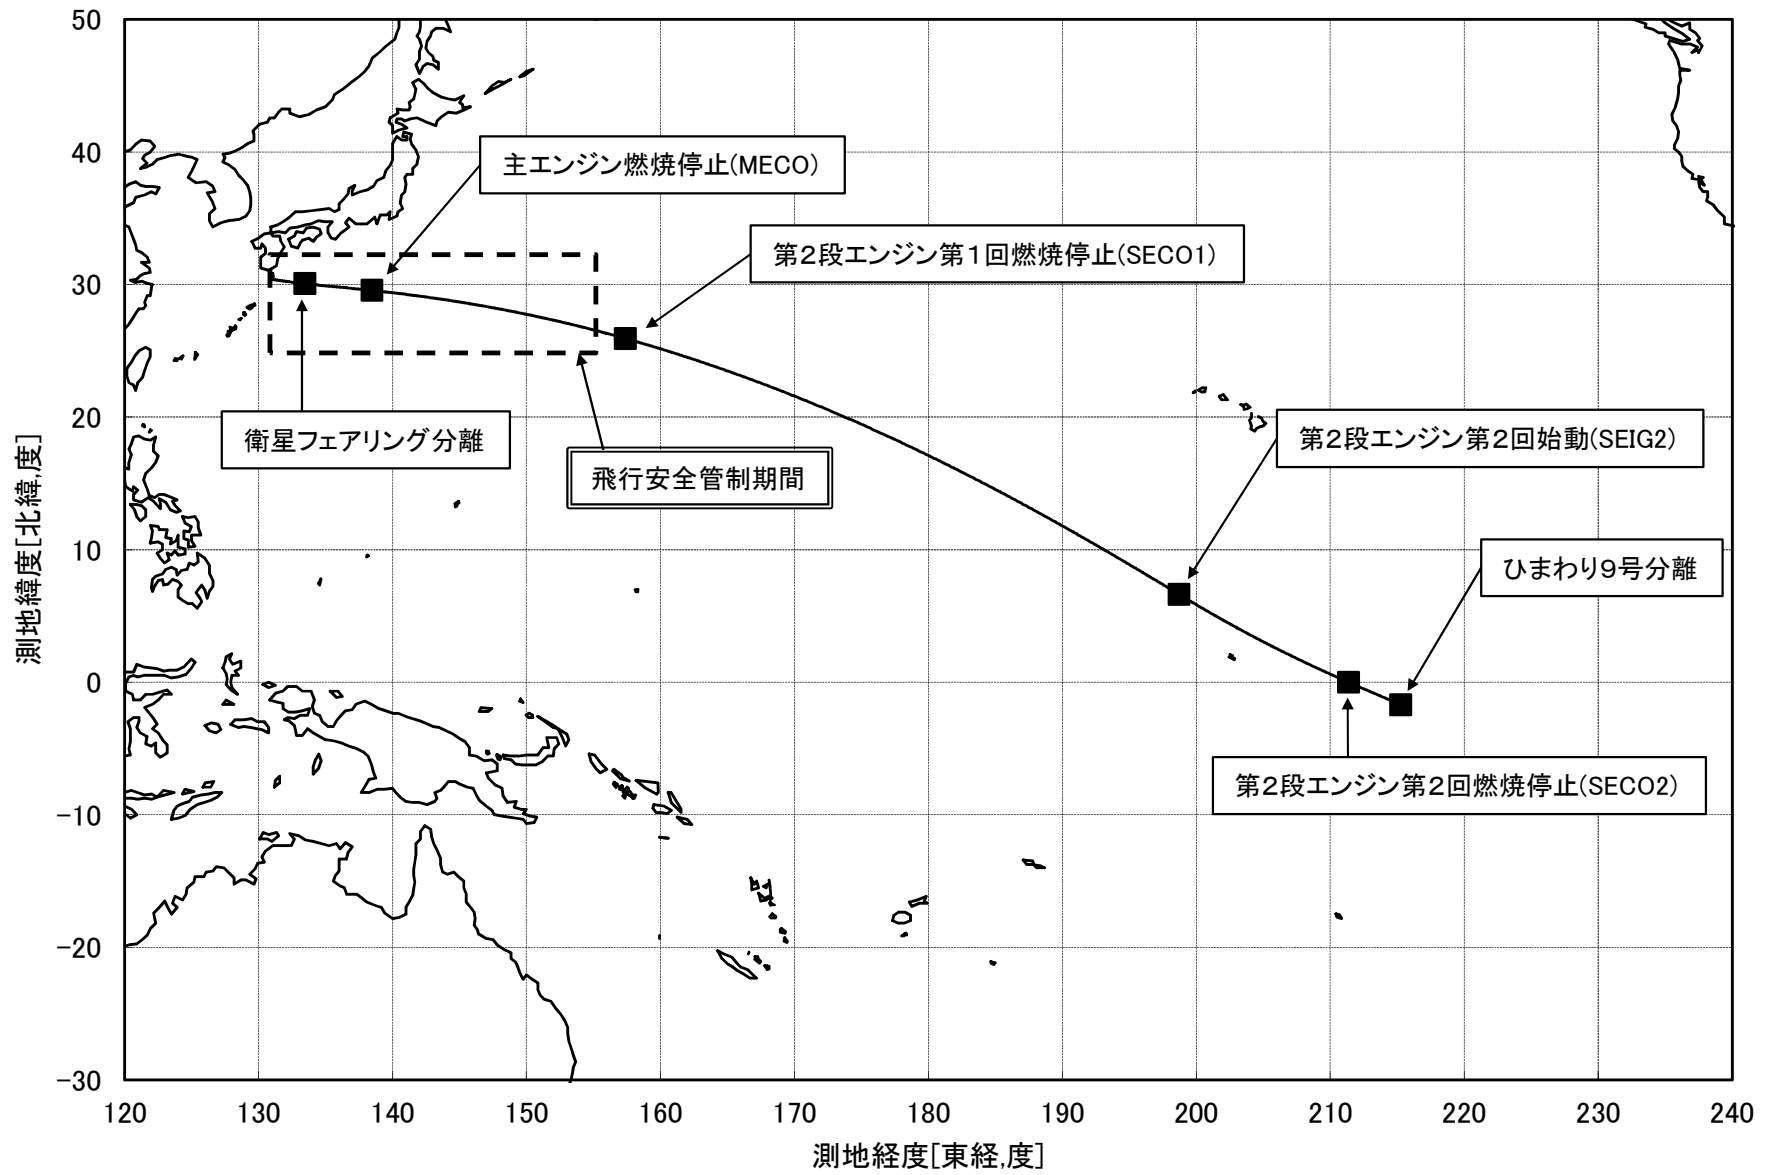 50
40
30
20
10
0
-10
-20
-30
測地緯度[北緯,度]
主エンジン燃焼停止(MECO)
第２段エンジン第１回燃焼停止(SECO1)
衛星フェアリング分離
飛行安全管制期間
第２段エンジン第２回始動(SEIG2)
ひまわり９号分離
第２段エンジン第２回燃焼停止(SECO2)
120 130 140 150 160 170 180 190 200 210 220 230 240
測地経度[東経,度]